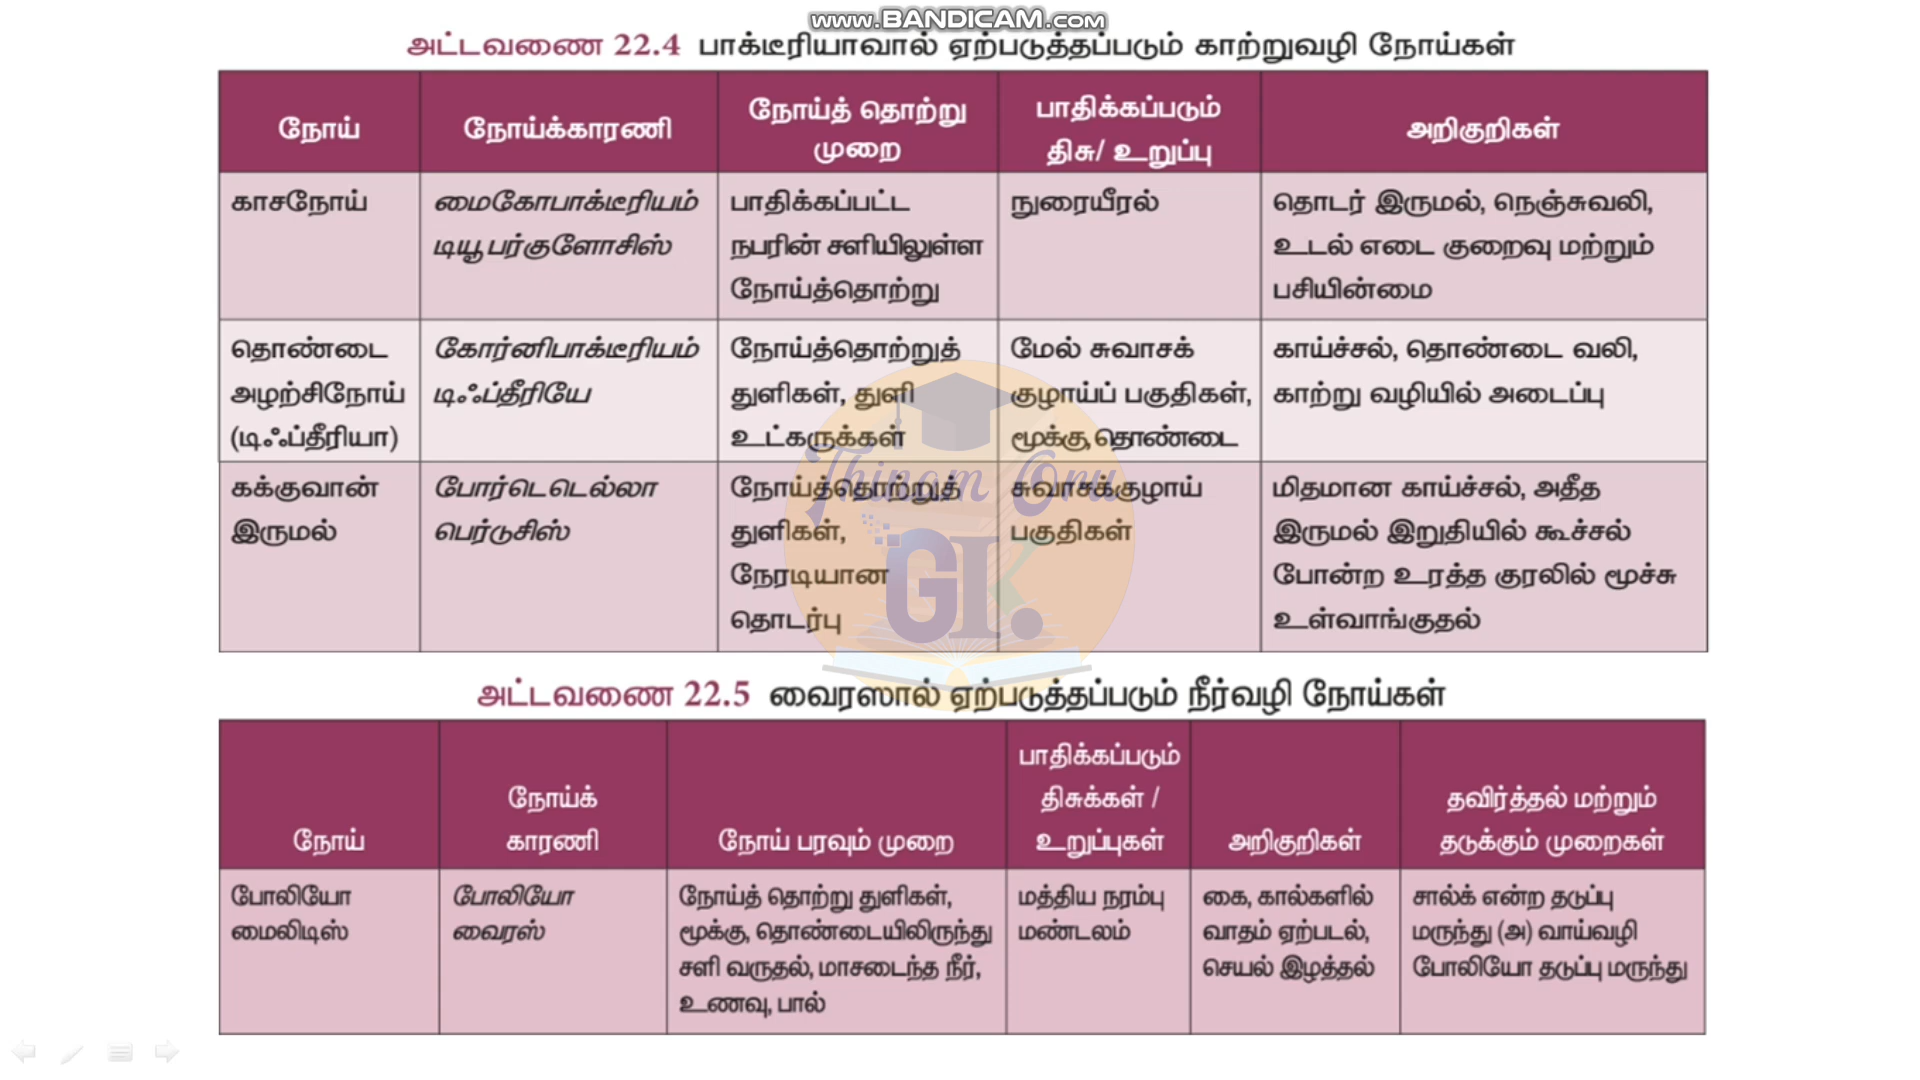 www.BANDICAM.com
அட்டவணை 22.4 பாக்டீரியாவால் ஏற்படுத்தப்படும் காற்றுவழி நோய்கள்
நோய்
நோய்க்காரணி
நோய்த் தொற்று
முறை
பாதிக்கப்படும்
திசு/ உறுப்பு
அறிகுறிகள்
காசநோய்
மைகோபாக்டீரியம்
டியூபர்குளோசிஸ்
பாதிக்கப்பட்ட
நபரின் சளியிலுள்ள
நோய்த்தொற்று
நுரையீரல்
தொடர் இருமல், நெஞ்சுவலி,
உடல் எடை குறைவு மற்றும்
பசியின்மை
தொண்டை
அழற்சிநோய்
(டிஃப்தீரியா)
கோர்னிபாக்டீரியம்
டிஃப்தீரியே
நோய்த்தொற்றுத்
துளிகள், துளி
உட்கருக்கள்
மேல் சுவாசக்
குழாய்ப் பகுதிகள்,
மூக்கு,தொண்டை
காய்ச்சல், தொண்டை வலி,
காற்று வழியில் அடைப்பு
கக்குவான்
இருமல்
போர்டெடெல்லா
பெர்டுசிஸ்
நோய்த்தொற்றுத்
துளிகள்,
நேரடியான
தொடர்பு
சுவாசக்குழாய்
பகுதிகள்
மிதமான காய்ச்சல், அதீத
இருமல் இறுதியில் கூச்சல்
போன்ற உரத்த குரலில் மூச்சு
உள்வாங்குதல்
Thinam Oru
GK.
அட்டவணை 22.5 வைரஸால் ஏற்படுத்தப்படும் நீர்வழி நோய்கள்
நோய்
நோய்க்
காரணி
நோய் பரவும் முறை
பாதிக்கப்படும்
திசுக்கள் /
உறுப்புகள்
அறிகுறிகள்
தவிர்த்தல் மற்றும்
தடுக்கும் முறைகள்
போலியோ
மைலிடிஸ்
போலியோ
வைரஸ்
நோய்த் தொற்று துளிகள்,
மூக்கு, தொண்டையிலிருந்து
சளி வருதல், மாசடைந்த நீர்,
உணவு, பால்
மத்திய நரம்பு
மண்டலம்
கை, கால்களில்
வாதம் ஏற்படல்,
செயல் இழத்தல்
சால்க் என்ற தடுப்பு
மருந்து (அ) வாய்வழி
போலியோ தடுப்பு மருந்து